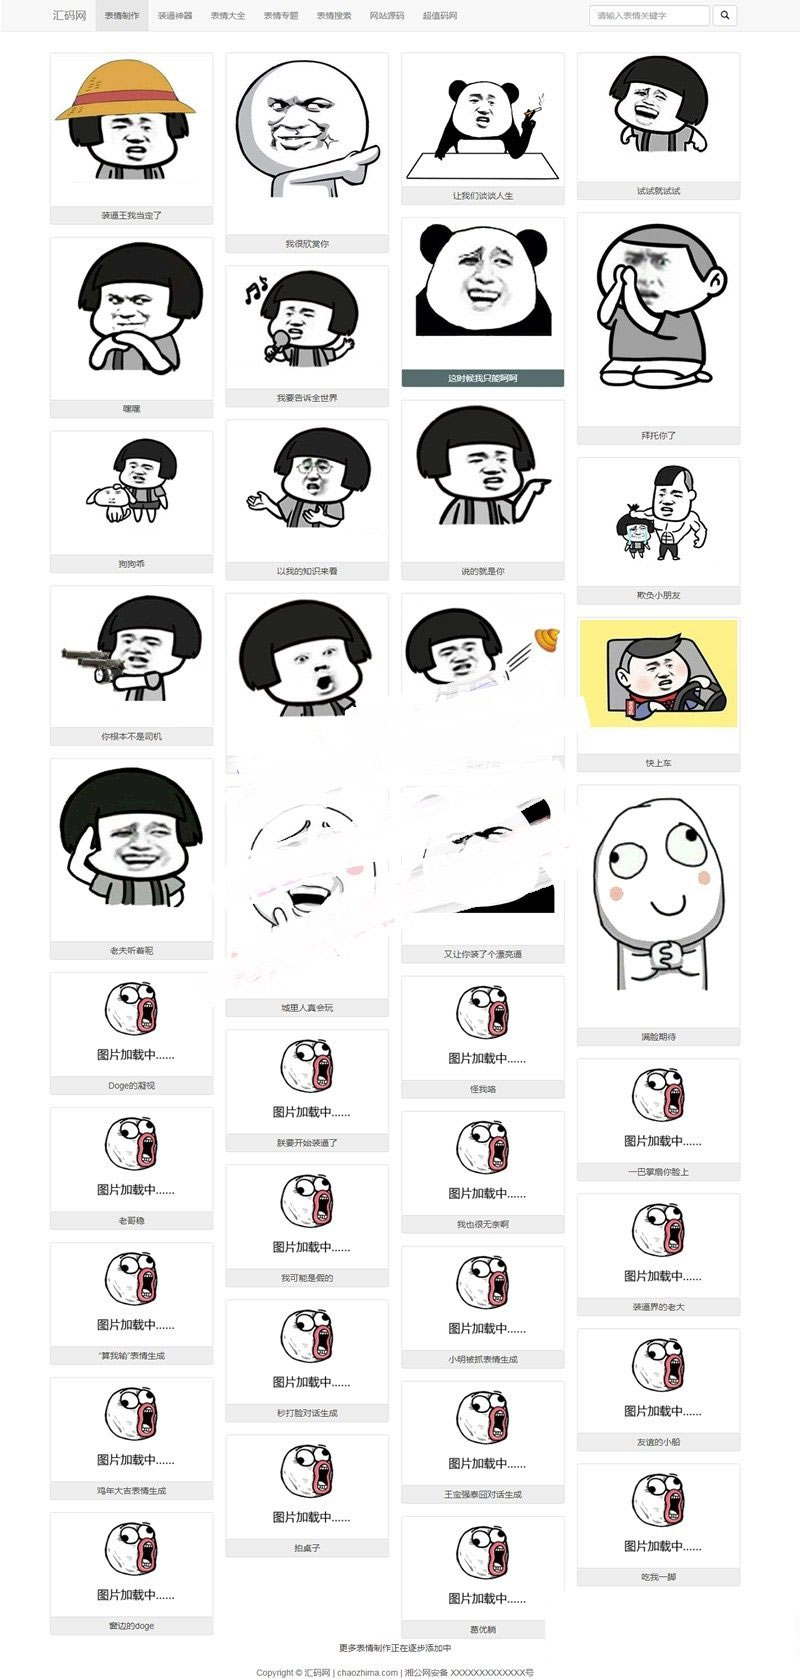 汇码网 表情制作 装逼神器 表情大全 表情专题 表情搜索 网站源码 超值码网 请输入表情关键字
装逼王我当定了
嘿嘿
狗狗乖
你根本不是司机
老夫听着呢
图片加载中......
Doge的凝视
图片加载中......
老哥稳
图片加载中......
“算我输”表情生成
图片加载中......
鸡年大吉表情生成
图片加载中......
窗边的doge
我很欣赏你
我要告诉全世界
以我的知识来看
城里人真会玩
图片加载中......
朕要开始装逼了
图片加载中......
我可能是假的
图片加载中......
秒打脸对话生成
图片加载中......
拍桌子
让我们谈谈人生
这时候我只能呵呵
说的就是你
又让你装了个漂亮逼
图片加载中......
怪我咯
图片加载中......
我也很无奈啊
图片加载中......
小明被抓表情生成
图片加载中......
王宝强泰囧对话生成
图片加载中......
葛优躺
试试就试试
拜托你了
欺负小朋友
快上车
满脸期待
图片加载中......
一巴掌扇你脸上
图片加载中......
装逼界的老大
图片加载中......
友谊的小船
图片加载中......
吃我一脚
更多表情制作正在逐步添加中
Copyright © 汇码网 | chaozhima.com | 湘公网安备 XXXXXXXXXXXXX号